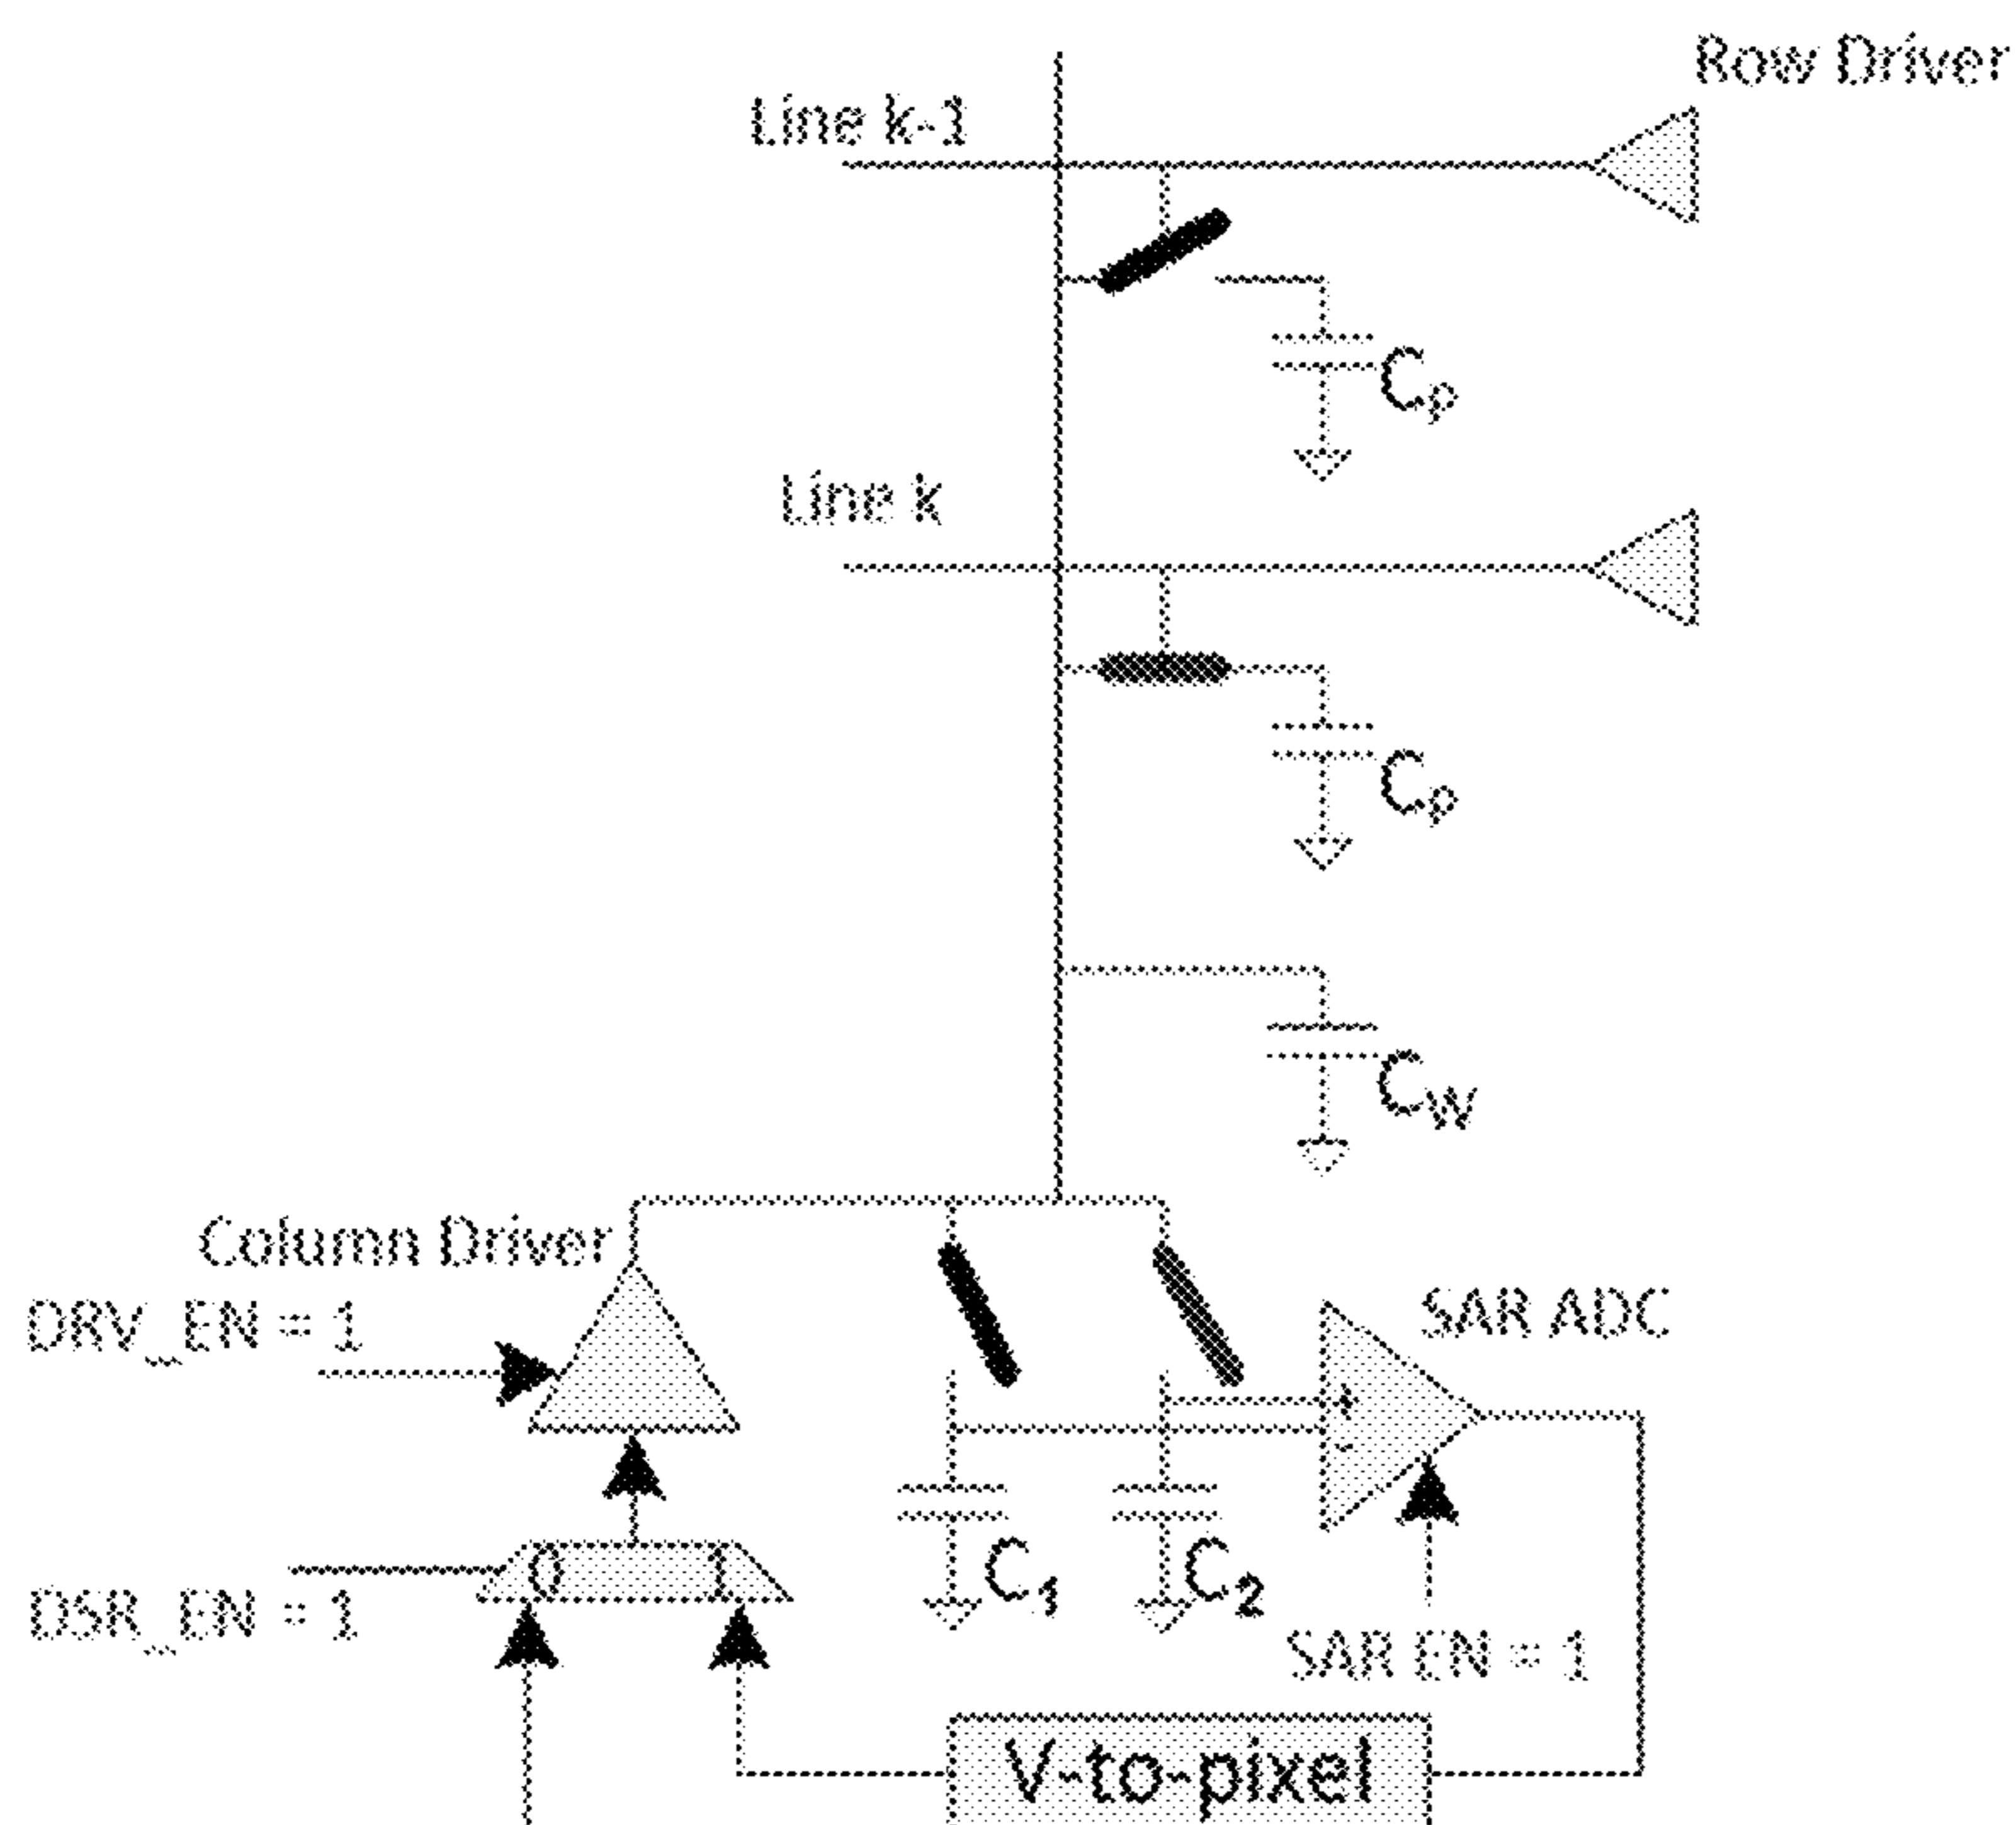 Row Driver
Line k-1
Cp
Line k
Cp
CW
Column Driver
DRV_EN = 1
SAR ADC
+
-
0 1
C1
C2
DSR_EN = 1
SAR EN = 1
V-to-pixel